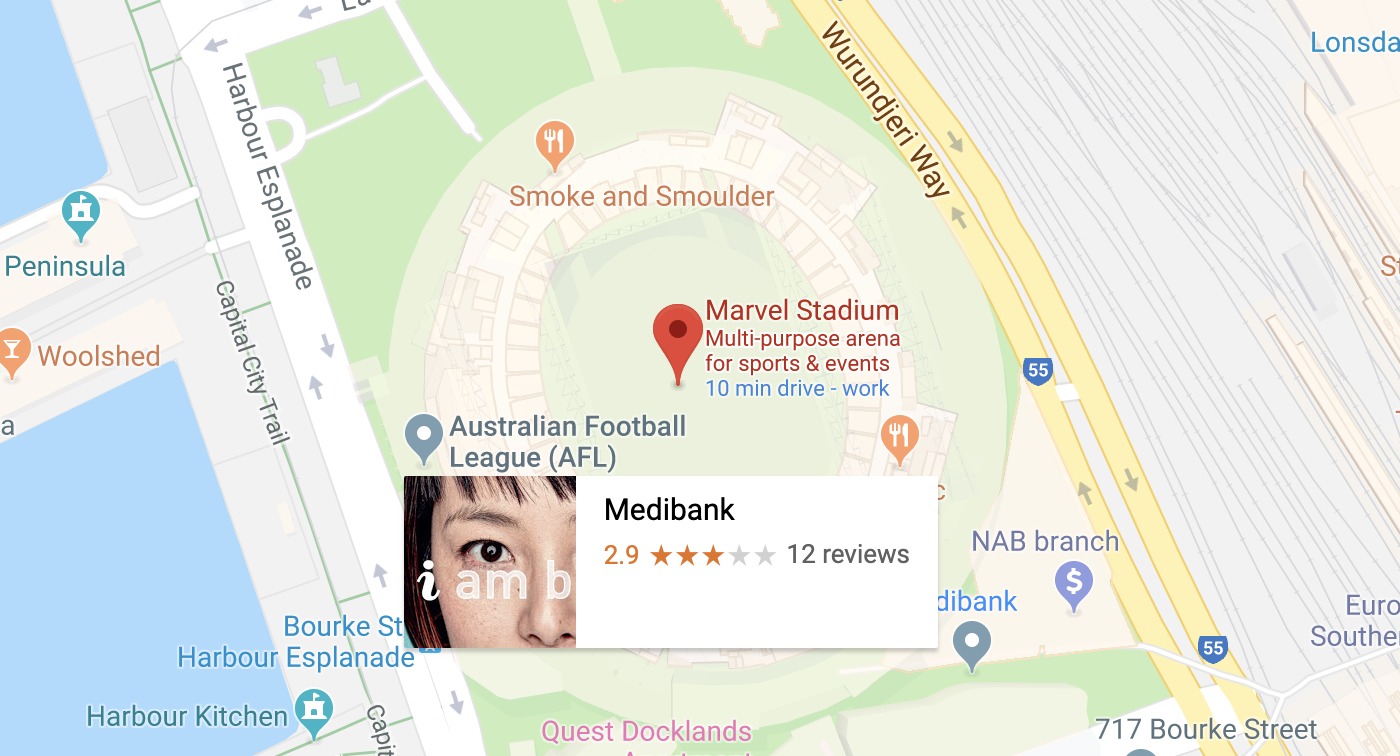 La
Lonsda
Wurundjeri Way
Harbour Esplanade
Smoke and Smoulder
Peninsula
Capital City Trail
Marvel Stadium
Multi-purpose arena
for sports & events
10 min drive - work
St
Woolshed
55
a
Australian Football
League (AFL)
c
Medibank
2.9 12 reviews
i am b
NAB branch
$
dibank
Euro
Souther
Bourke St
Harbour Esplanade
55
Harbour Kitchen
Capit
Quest Docklands
717 Bourke Street